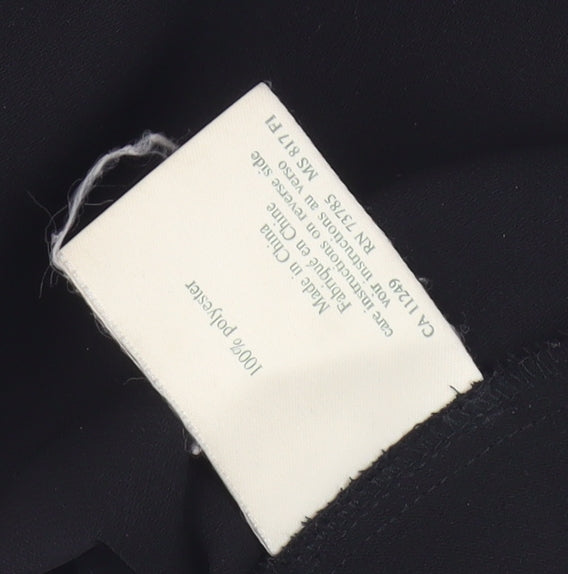 100% polyester
Made in China
Fabriqué en Chine
care instructions on reverse side
voir instructions au verso
RN 73785 MS 817 F1
CA 11249